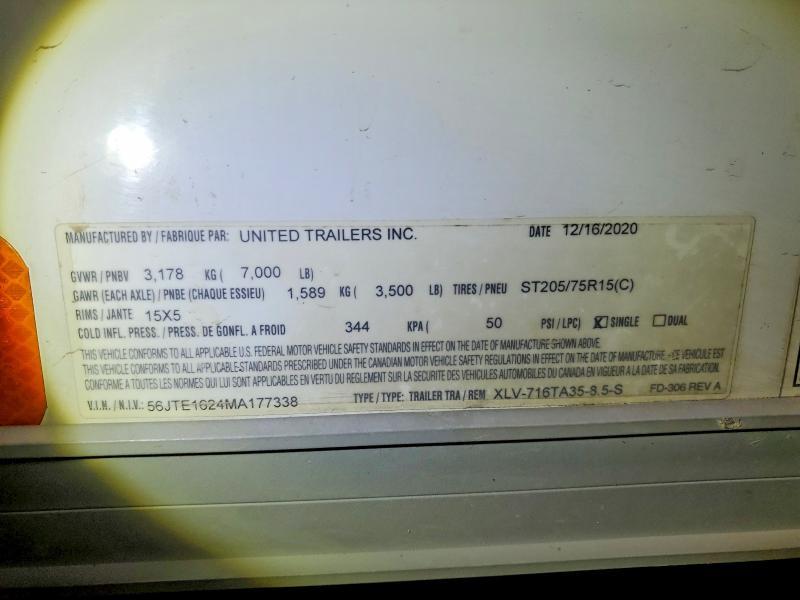 MANUFACTURED BY / FABRIQUE PAR: UNITED TRAILERS INC. DATE 12/16/2020
GVWR / PNBV 3,178 KG ( 7,000 LB)
GAWR (EACH AXLE) / PNBE (CHAQUE ESSIEU) 1,589 KG ( 3,500 LB) TIRES / PNEU ST205/75R15(C)
RIMS / JANTE 15X5
COLD INFL. PRESS. / PRESS. DE GONFL. A FROID 344 KPA ( 50 PSI / LPC) X SINGLE DUAL
THIS VEHICLE CONFORMS TO ALL APPLICABLE U.S. FEDERAL MOTOR VEHICLE SAFETY STANDARDS IN EFFECT ON THE DATE OF MANUFACTURE SHOWN ABOVE.
THIS VEHICLE CONFORMS TO ALL APPLICABLE STANDARDS PRESCRIBED UNDER THE CANADIAN MOTOR VEHICLE SAFETY REGULATIONS IN EFFECT ON THE DATE OF MANUFACTURE. - CE VEHICULE EST
CONFORME A TOUTES LES NORMES QUI LUI SONT APPLICABLES EN VERTU DU REGLEMENT SUR LA SECURITE DES VEHICULES AUTOMOBILES DU CANADA EN VIGUEUR A LA DATE DE SA FABRICATION.
V.I.N. / N.I.V.: 56JTE1624MA177338 TYPE / TYPE: TRAILER TRA / REM XLV-716TA35-8.5-S FD-306 REV A